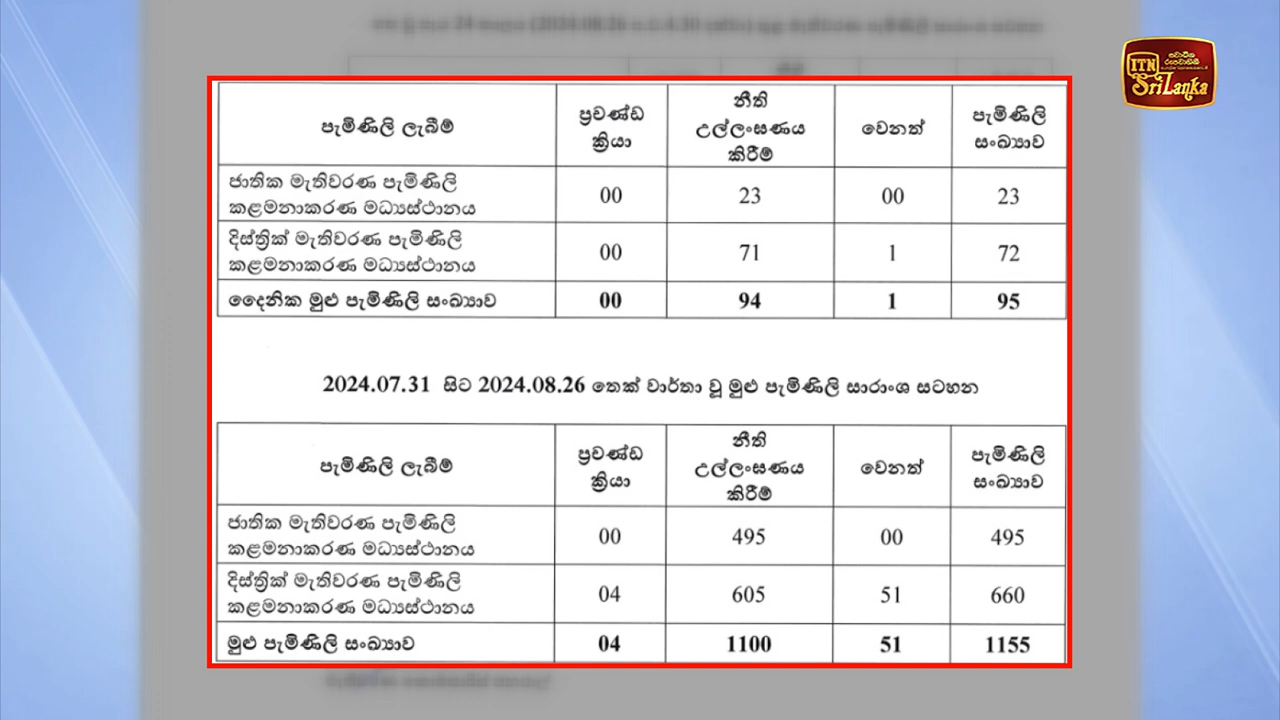 ITN
Sri Lanka
පැමිණිලි ලැබීම්
ප්‍රචණ්ඩ
ක්‍රියා
නීති
උල්ලංඝණය
කිරීම්
වෙනත්
පැමිණිලි
සංඛ්‍යාව
ජාතික මැතිවරණ පැමිණිලි
කළමනාකරණ මධ්‍යස්ථානය
00 23 00 23
දිස්ත්‍රික් මැතිවරණ පැමිණිලි
කළමනාකරණ මධ්‍යස්ථානය
00 71 1 72
දෛනික මුළු පැමිණිලි සංඛ්‍යාව 00 94 1 95
2024.07.31 සිට 2024.08.26 තෙක් වාර්තා වූ මුළු පැමිණිලි සාරාංශ සටහන
පැමිණිලි ලැබීම්
ප්‍රචණ්ඩ
ක්‍රියා
නීති
උල්ලංඝණය
කිරීම්
වෙනත්
පැමිණිලි
සංඛ්‍යාව
ජාතික මැතිවරණ පැමිණිලි
කළමනාකරණ මධ්‍යස්ථානය
00 495 00 495
දිස්ත්‍රික් මැතිවරණ පැමිණිලි
කළමනාකරණ මධ්‍යස්ථානය
04 605 51 660
මුළු පැමිණිලි සංඛ්‍යාව 04 1100 51 1155